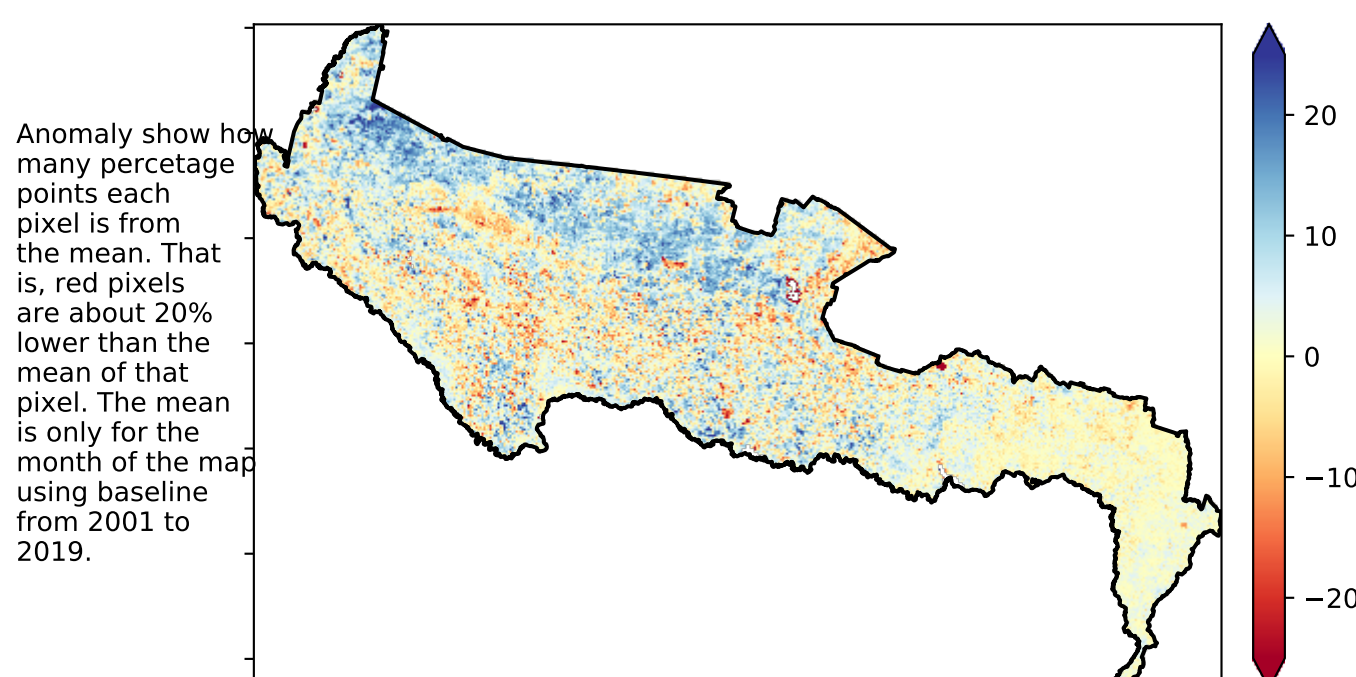 Anomaly show how
many percetage
points each
pixel is from
the mean. That
is, red pixels
are about 20%
lower than the
mean of that
pixel. The mean
is only for the
month of the map
using baseline
from 2001 to
2019.
20
10
0
−10
−20